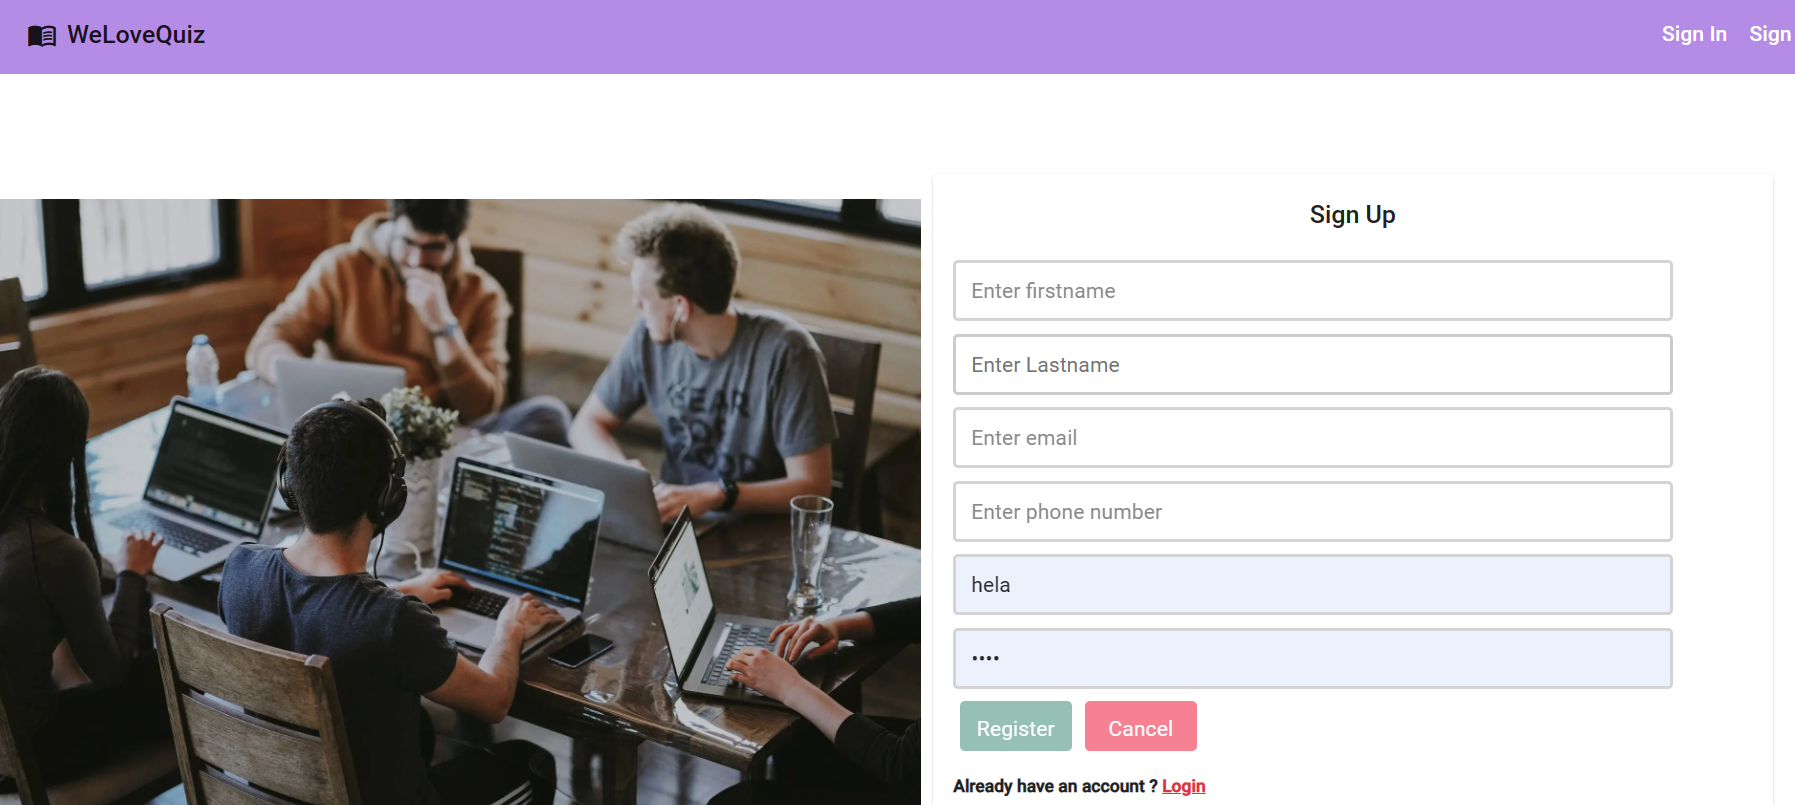 WeLoveQuiz
Sign In Sign
Sign Up
Enter firstname
Enter Lastname
Enter email
Enter phone number
hela
••••
Register Cancel
Already have an account ? Login